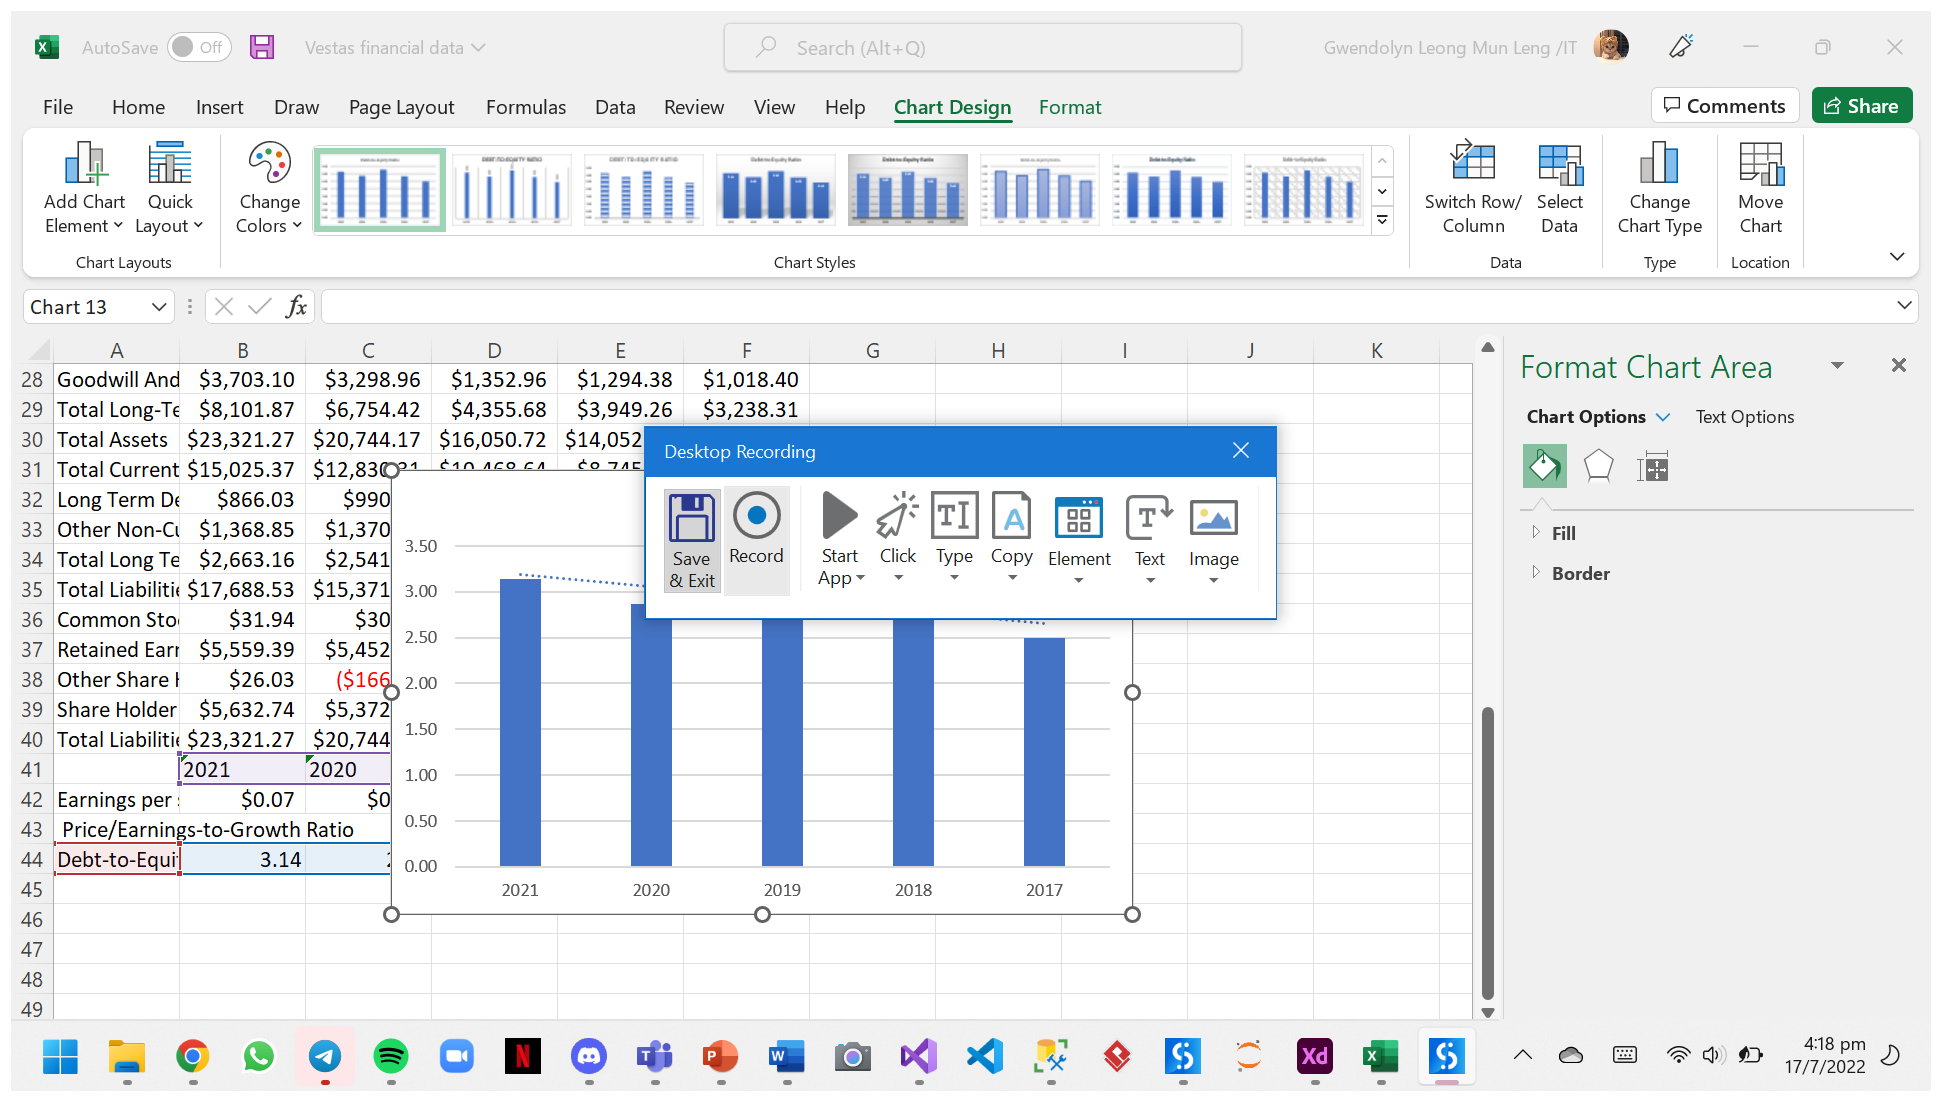 AutoSave Off Vestas financial data Search (Alt+Q) Gwendolyn Leong Mun Leng /IT
File Home Insert Draw Page Layout Formulas Data Review View Help Chart Design Format Comments Share
Add Chart Element
Quick Layout
Change Colors
Switch Row/ Column
Select Data
Change Chart Type
Move Chart
Chart Layouts Chart Styles Data Type Location
Chart 13 fx
A B C D E F G H I J K
28 Goodwill And $3,703.10 $3,298.96 $1,352.96 $1,294.38 $1,018.40
29 Total Long-Te $8,101.87 $6,754.42 $4,355.68 $3,949.26 $3,238.31
30 Total Assets $23,321.27 $20,744.17 $16,050.72 $14,052
31 Total Current $15,025.37 $12,830.31 $10,468.64 $8,745
32 Long Term De $866.03 $990
33 Other Non-Cu $1,368.85 $1,370
34 Total Long Te $2,663.16 $2,541
35 Total Liabilitie $17,688.53 $15,371
36 Common Sto $31.94 $30
37 Retained Earr $5,559.39 $5,452
38 Other Share H $26.03 ($166
39 Share Holder $5,632.74 $5,372
40 Total Liabilitie $23,321.27 $20,744
41 2021 2020
42 Earnings per s $0.07 $0
43 Price/Earnings-to-Growth Ratio
44 Debt-to-Equit 3.14 2
45
46
47
48
49
3.50
3.00
2.50
2.00
1.50
1.00
0.50
0.00
2021 2020 2019 2018 2017
Desktop Recording
Save & Exit
Record
Start App
Click
Type
Copy
Element
Text
Image
Format Chart Area
Chart Options Text Options
Fill
Border
4:18 pm
17/7/2022